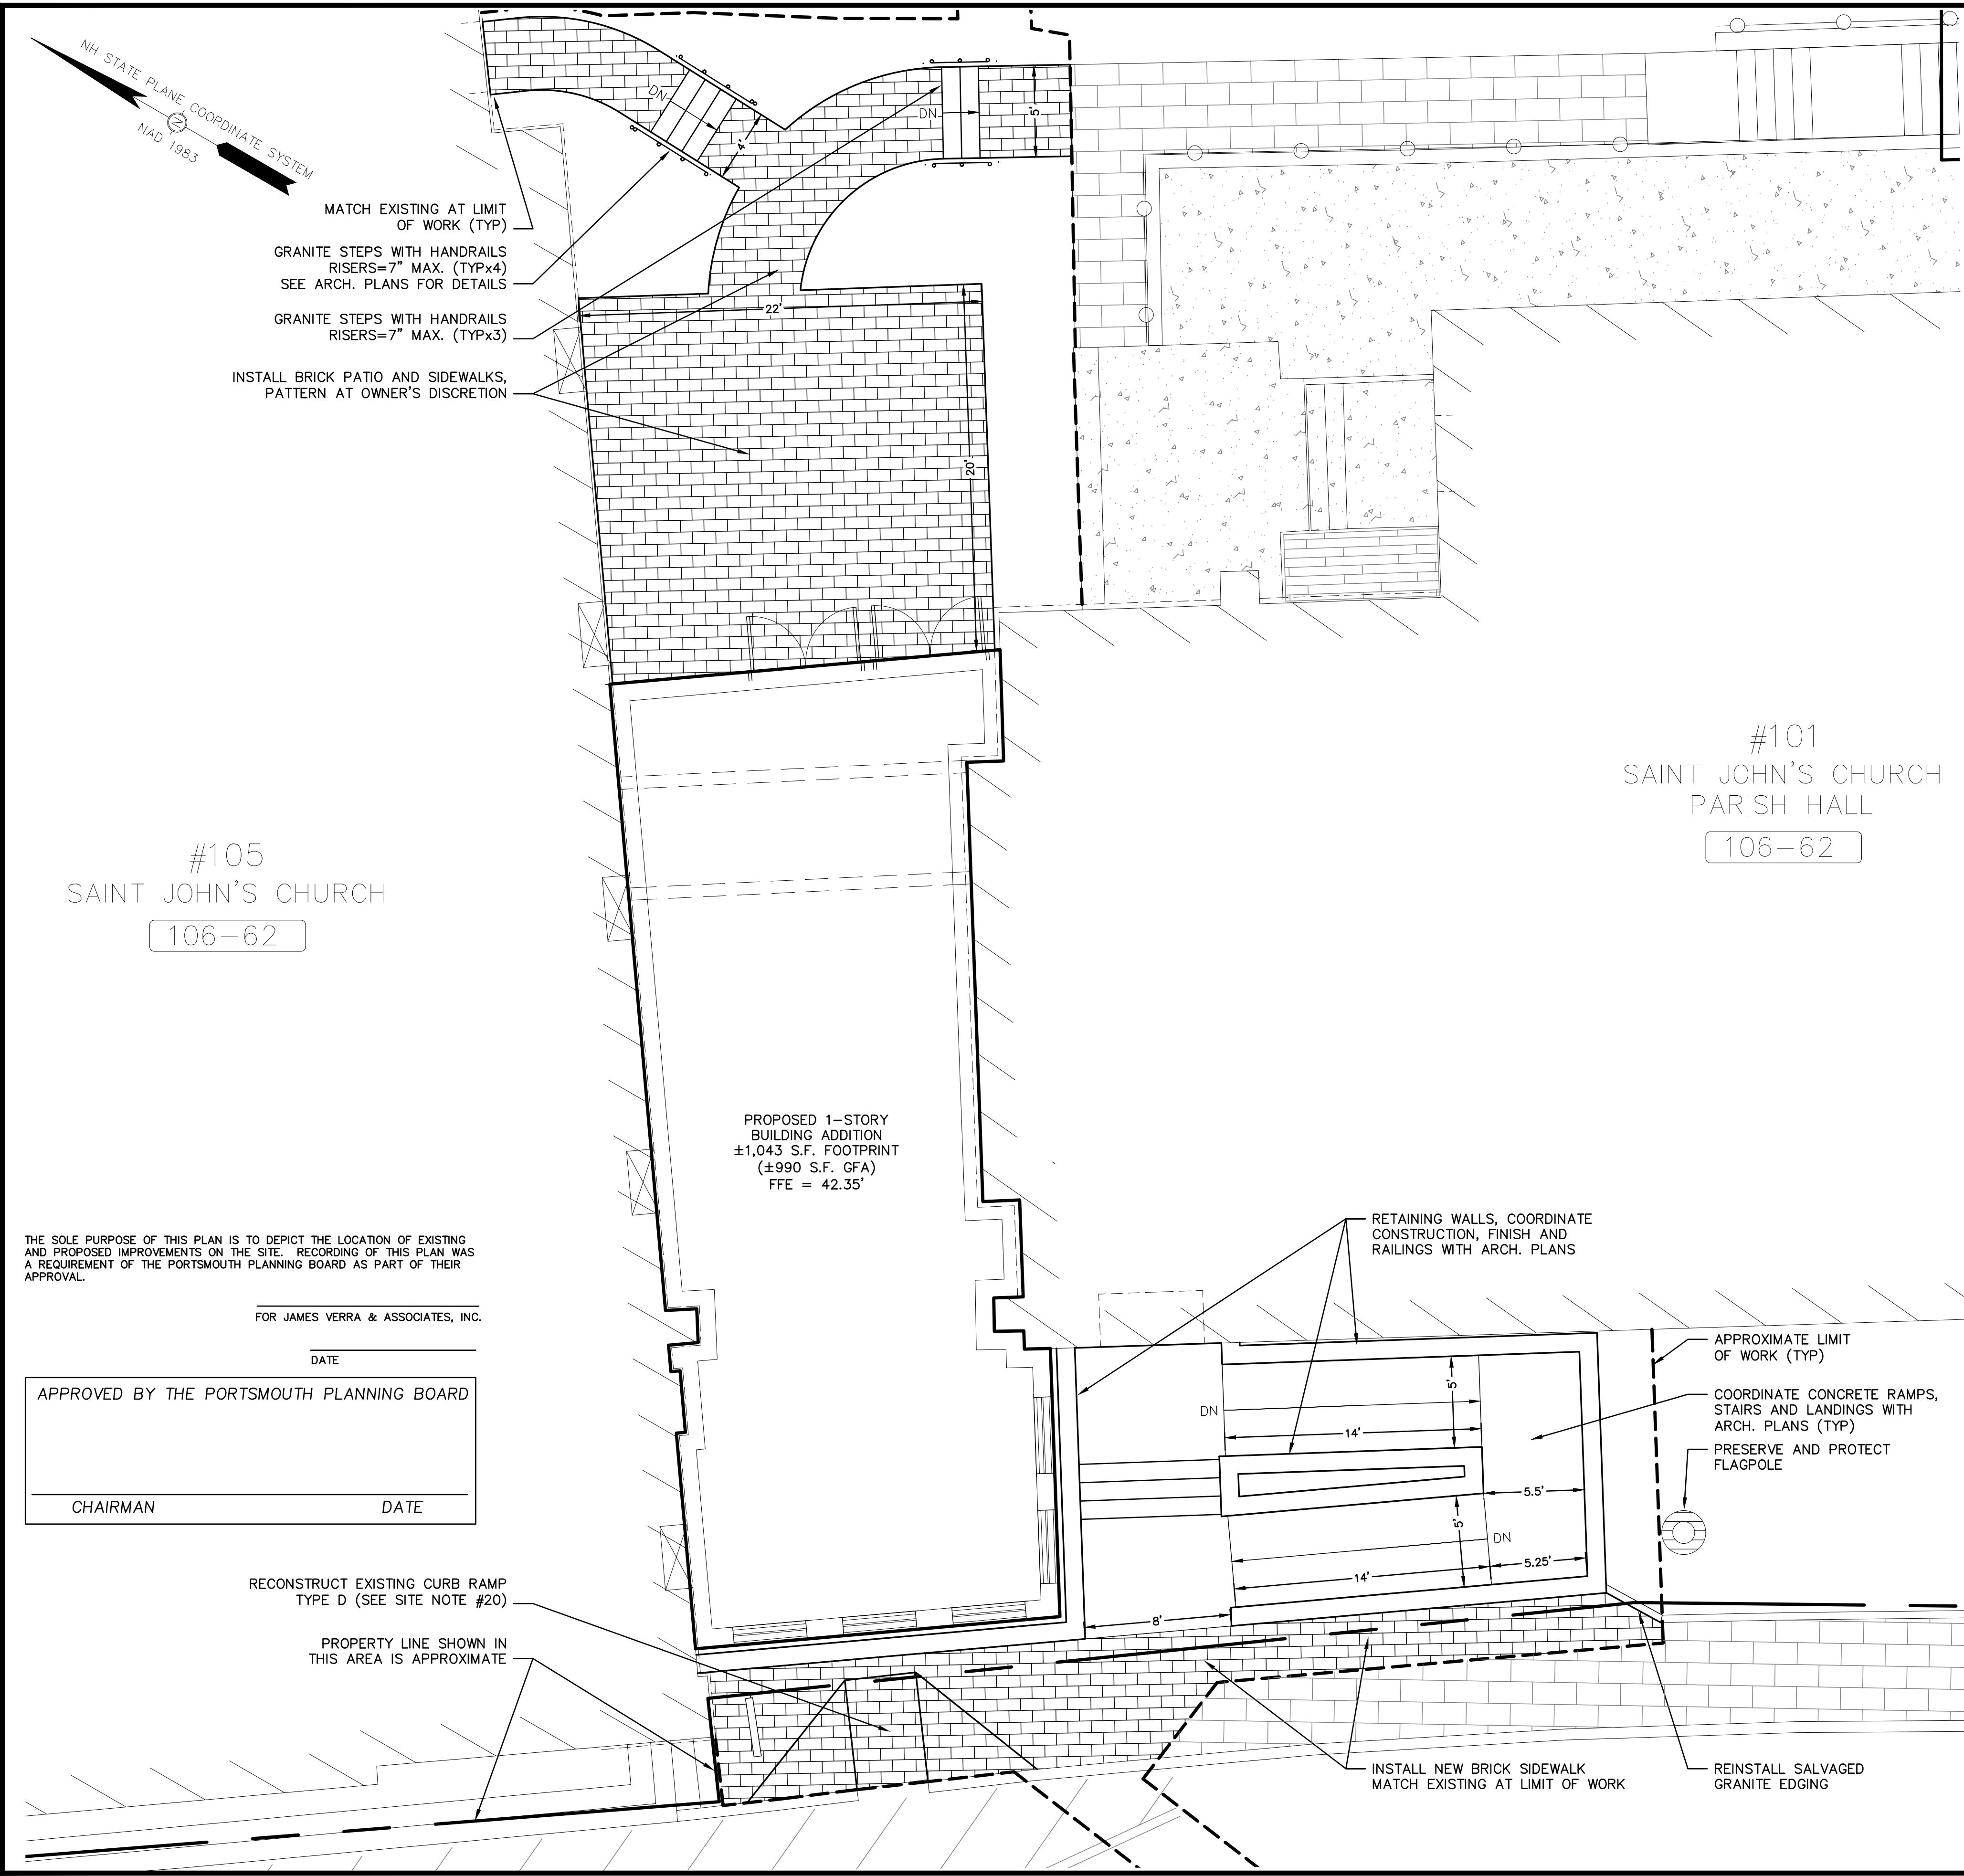 NH STATE PLANE COORDINATE SYSTEM
N
NAD 1983
DN
4'
DN
5'
MATCH EXISTING AT LIMIT
OF WORK (TYP)
GRANITE STEPS WITH HANDRAILS
RISERS=7" MAX. (TYPx4)
SEE ARCH. PLANS FOR DETAILS
GRANITE STEPS WITH HANDRAILS
RISERS=7" MAX. (TYPx3)
INSTALL BRICK PATIO AND SIDEWALKS,
PATTERN AT OWNER'S DISCRETION
22'
20'
#101
SAINT JOHN'S CHURCH
PARISH HALL
106-62
#105
SAINT JOHN'S CHURCH
106-62
PROPOSED 1-STORY
BUILDING ADDITION
±1,043 S.F. FOOTPRINT
(±990 S.F. GFA)
FFE = 42.35'
THE SOLE PURPOSE OF THIS PLAN IS TO DEPICT THE LOCATION OF EXISTING
AND PROPOSED IMPROVEMENTS ON THE SITE. RECORDING OF THIS PLAN WAS
A REQUIREMENT OF THE PORTSMOUTH PLANNING BOARD AS PART OF THEIR
APPROVAL.
FOR JAMES VERRA & ASSOCIATES, INC.
DATE
APPROVED BY THE PORTSMOUTH PLANNING BOARD
CHAIRMAN DATE
RETAINING WALLS, COORDINATE
CONSTRUCTION, FINISH AND
RAILINGS WITH ARCH. PLANS
APPROXIMATE LIMIT
OF WORK (TYP)
COORDINATE CONCRETE RAMPS,
STAIRS AND LANDINGS WITH
ARCH. PLANS (TYP)
PRESERVE AND PROTECT
FLAGPOLE
DN
5'
14'
5.5'
5'
DN
5.25'
14'
8'
RECONSTRUCT EXISTING CURB RAMP
TYPE D (SEE SITE NOTE #20)
PROPERTY LINE SHOWN IN
THIS AREA IS APPROXIMATE
INSTALL NEW BRICK SIDEWALK
MATCH EXISTING AT LIMIT OF WORK
REINSTALL SALVAGED
GRANITE EDGING